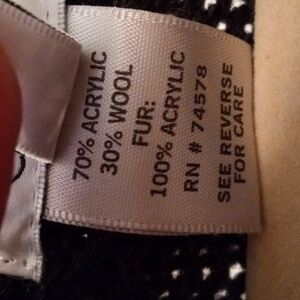 70% ACRYLIC
30% WOOL
FUR:
100% ACRYLIC
RN # 74578
SEE REVERSE
FOR CARE